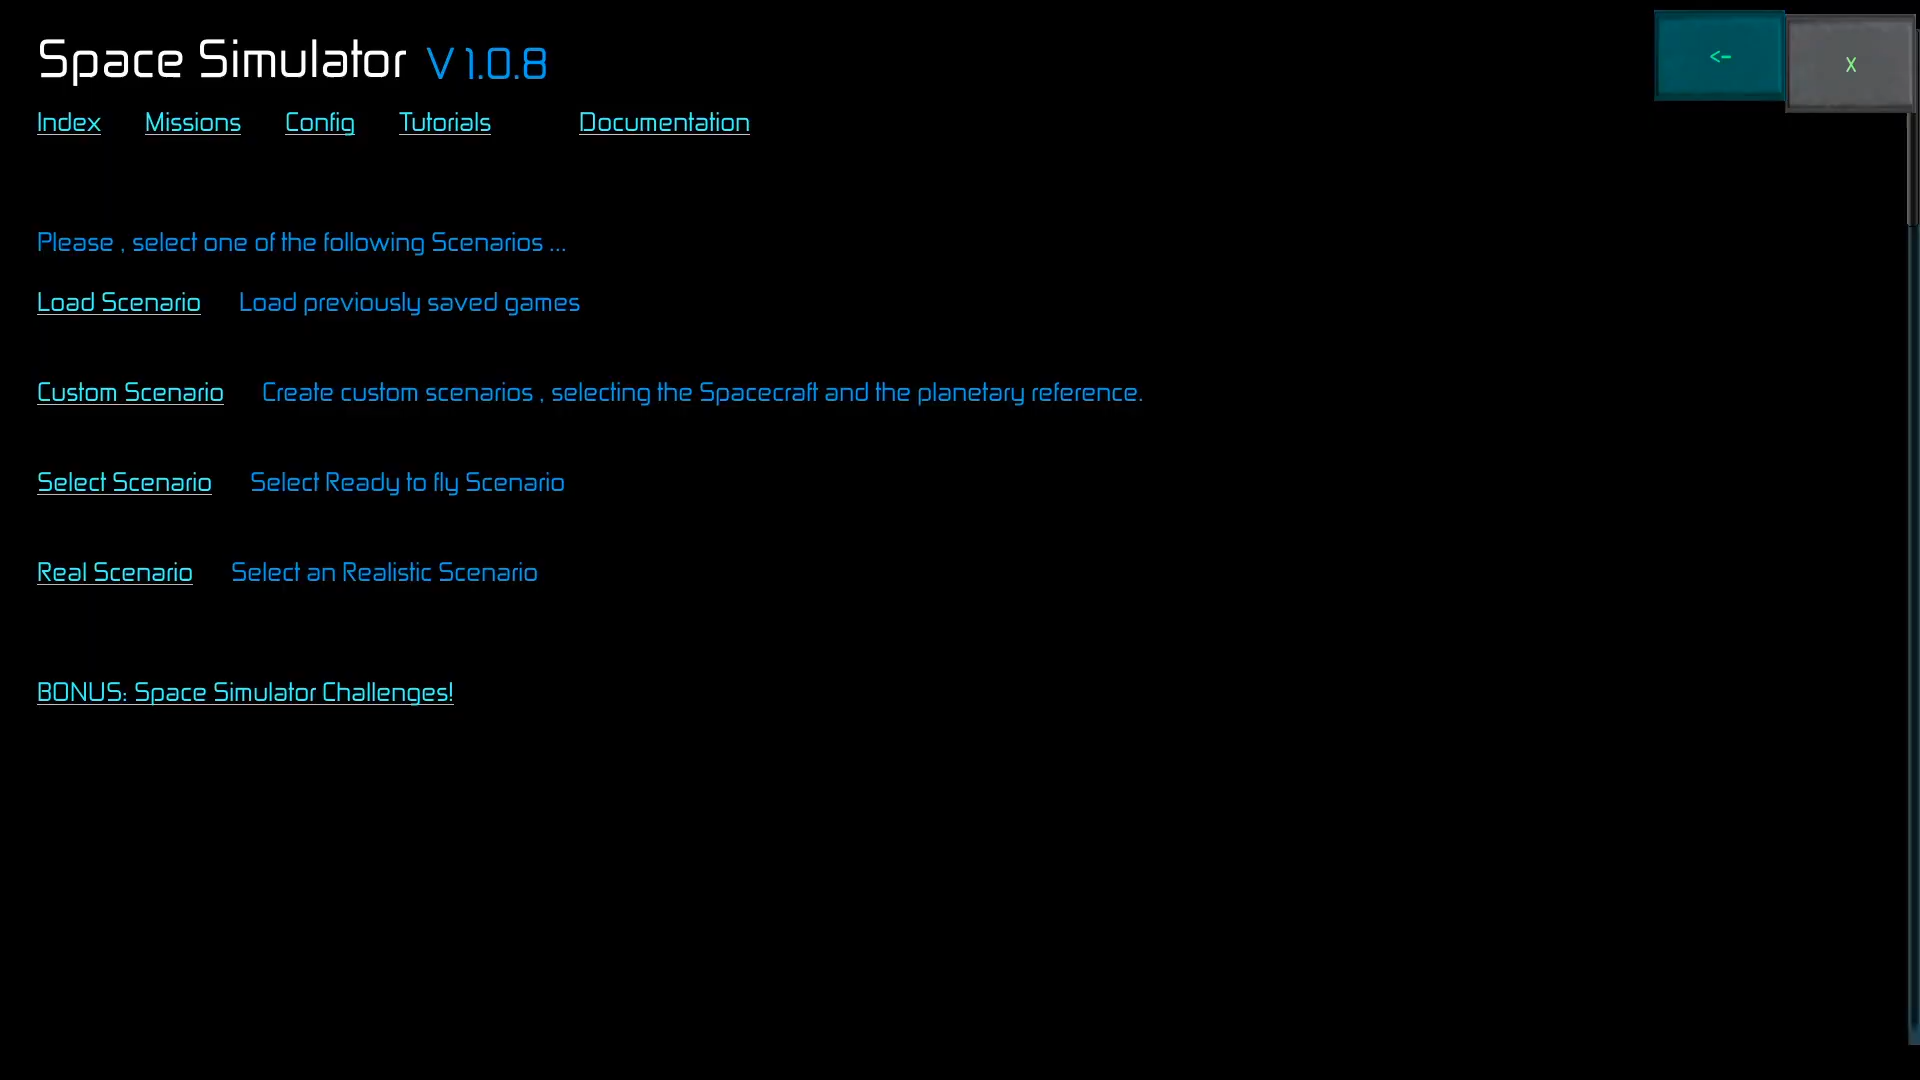 Space Simulator V 1.0.8
<- X
Index Missions Config Tutorials Documentation
Please , select one of the following Scenarios ...
Load Scenario Load previously saved games
Custom Scenario Create custom scenarios , selecting the Spacecraft and the planetary reference.
Select Scenario Select Ready to fly Scenario
Real Scenario Select an Realistic Scenario
BONUS: Space Simulator Challenges!